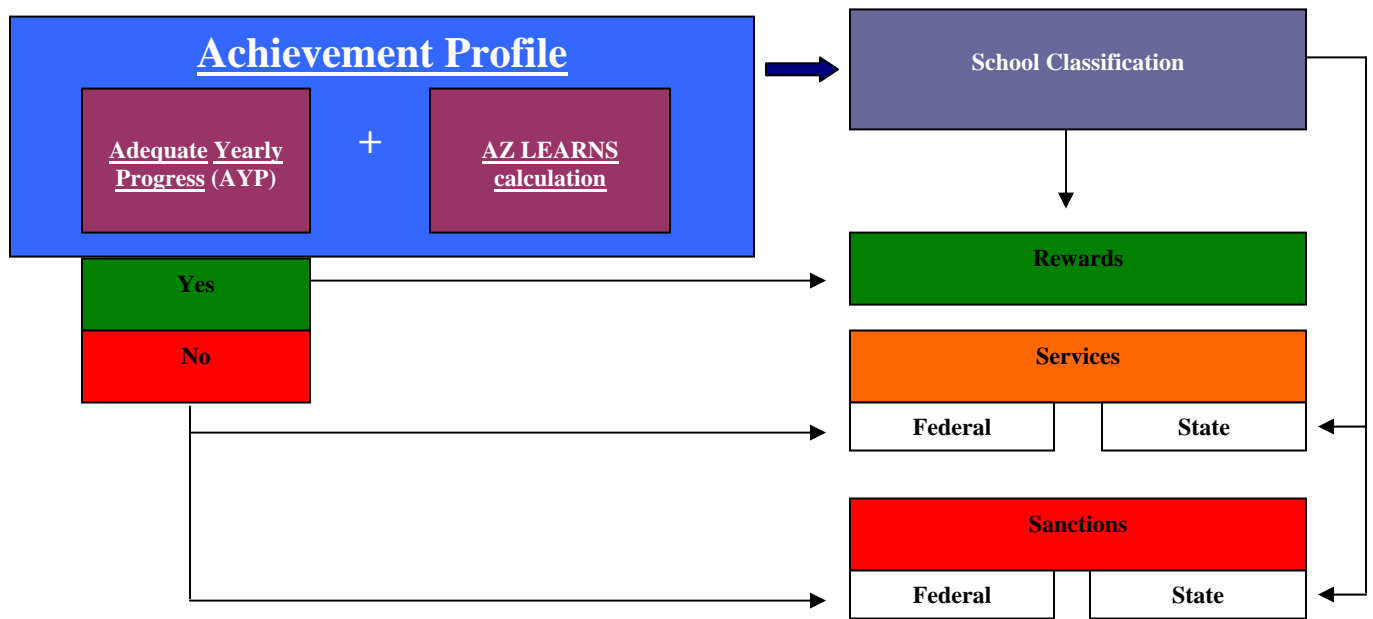 Achievement Profile
School Classification
Adequate Yearly
Progress (AYP)
+
AZ LEARNS
calculation
Yes
Rewards
No
Services
Federal
State
Sanctions
Federal
State